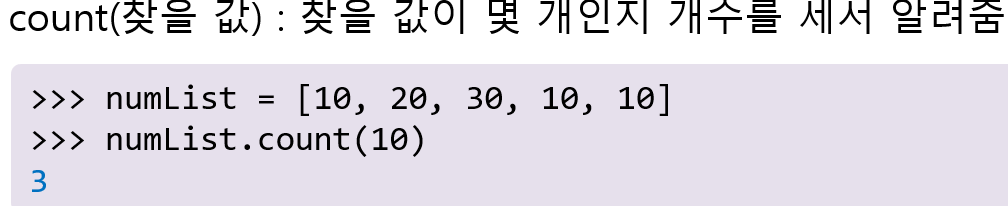 count(찾을 값) : 찾을 값이 몇 개인지 개수를 세서 알려줌
>>> numList = [10, 20, 30, 10, 10]
>>> numList.count(10)
3